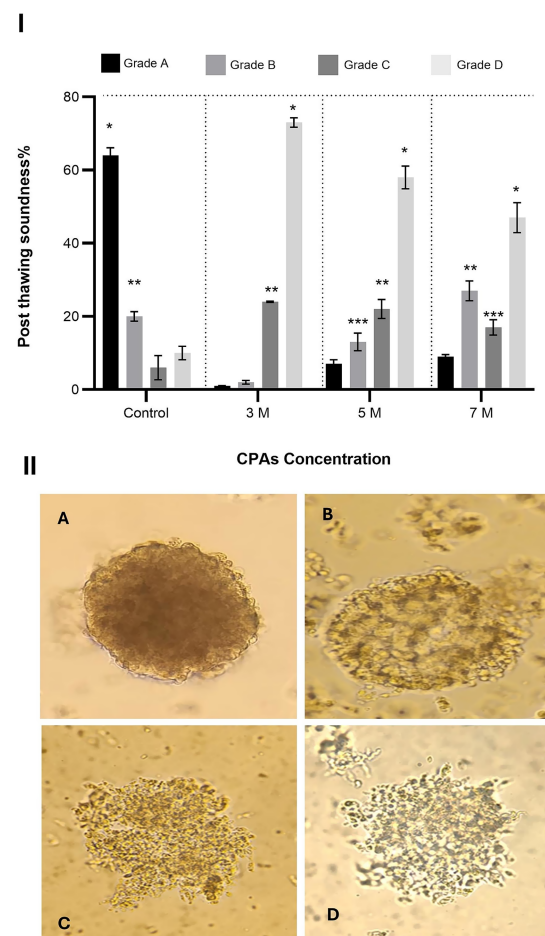 I
Grade A Grade B Grade C Grade D
Post thawing soundness%
80
60
40
20
0
* ** * ** *** ** * ** *** *
Control 3 M 5 M 7 M
CPAs Concentration
II
A B
C D